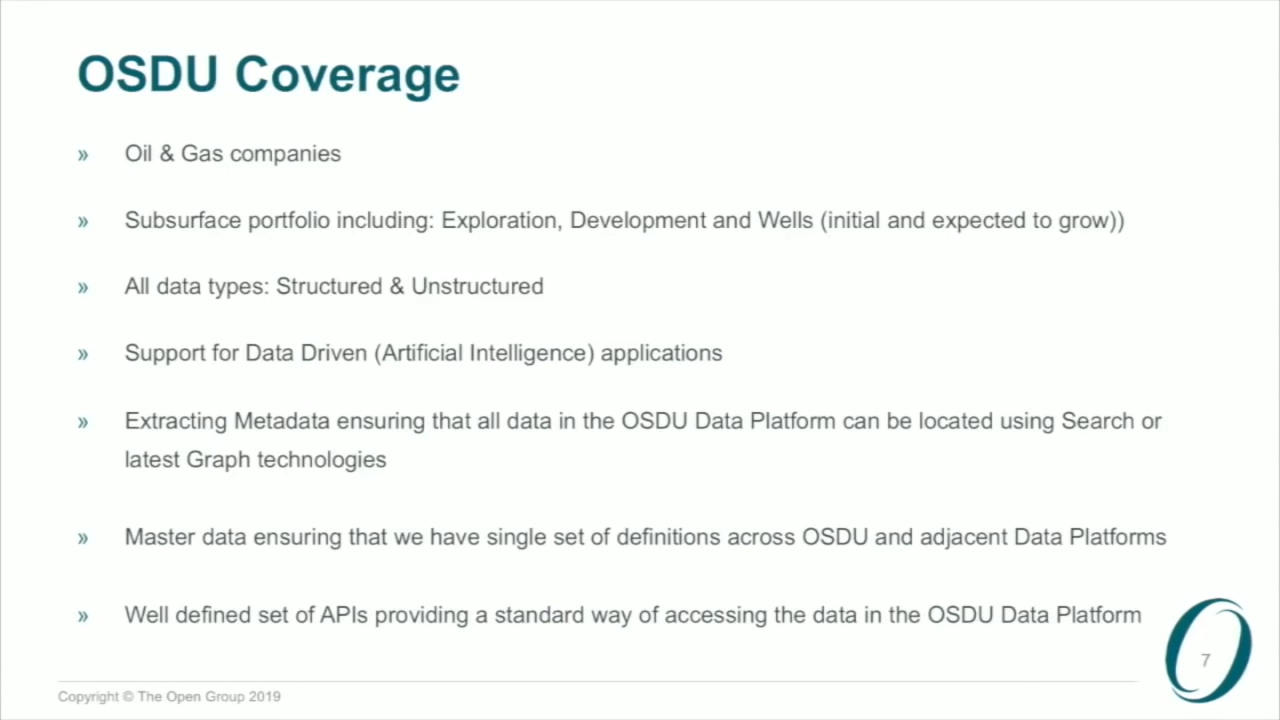 OSDU Coverage
» Oil & Gas companies
» Subsurface portfolio including: Exploration, Development and Wells (initial and expected to grow))
» All data types: Structured & Unstructured
» Support for Data Driven (Artificial Intelligence) applications
» Extracting Metadata ensuring that all data in the OSDU Data Platform can be located using Search or
latest Graph technologies
» Master data ensuring that we have single set of definitions across OSDU and adjacent Data Platforms
» Well defined set of APIs providing a standard way of accessing the data in the OSDU Data Platform
7
Copyright © The Open Group 2019